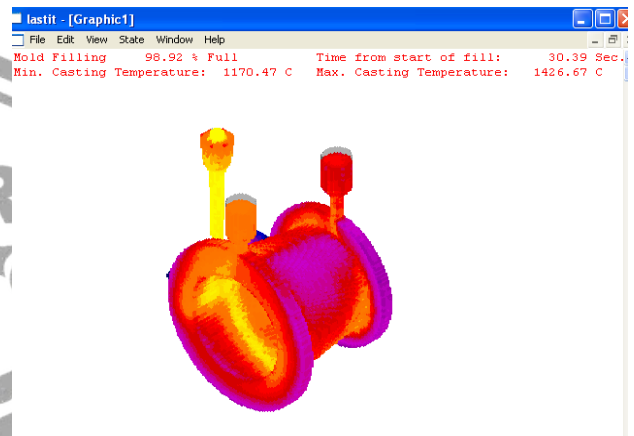 lastit - [Graphic1]
File Edit View State Window Help
Mold Filling 98.92 % Full Time from start of fill: 30.39 Sec.
Min. Casting Temperature: 1170.47 C Max. Casting Temperature: 1426.67 C